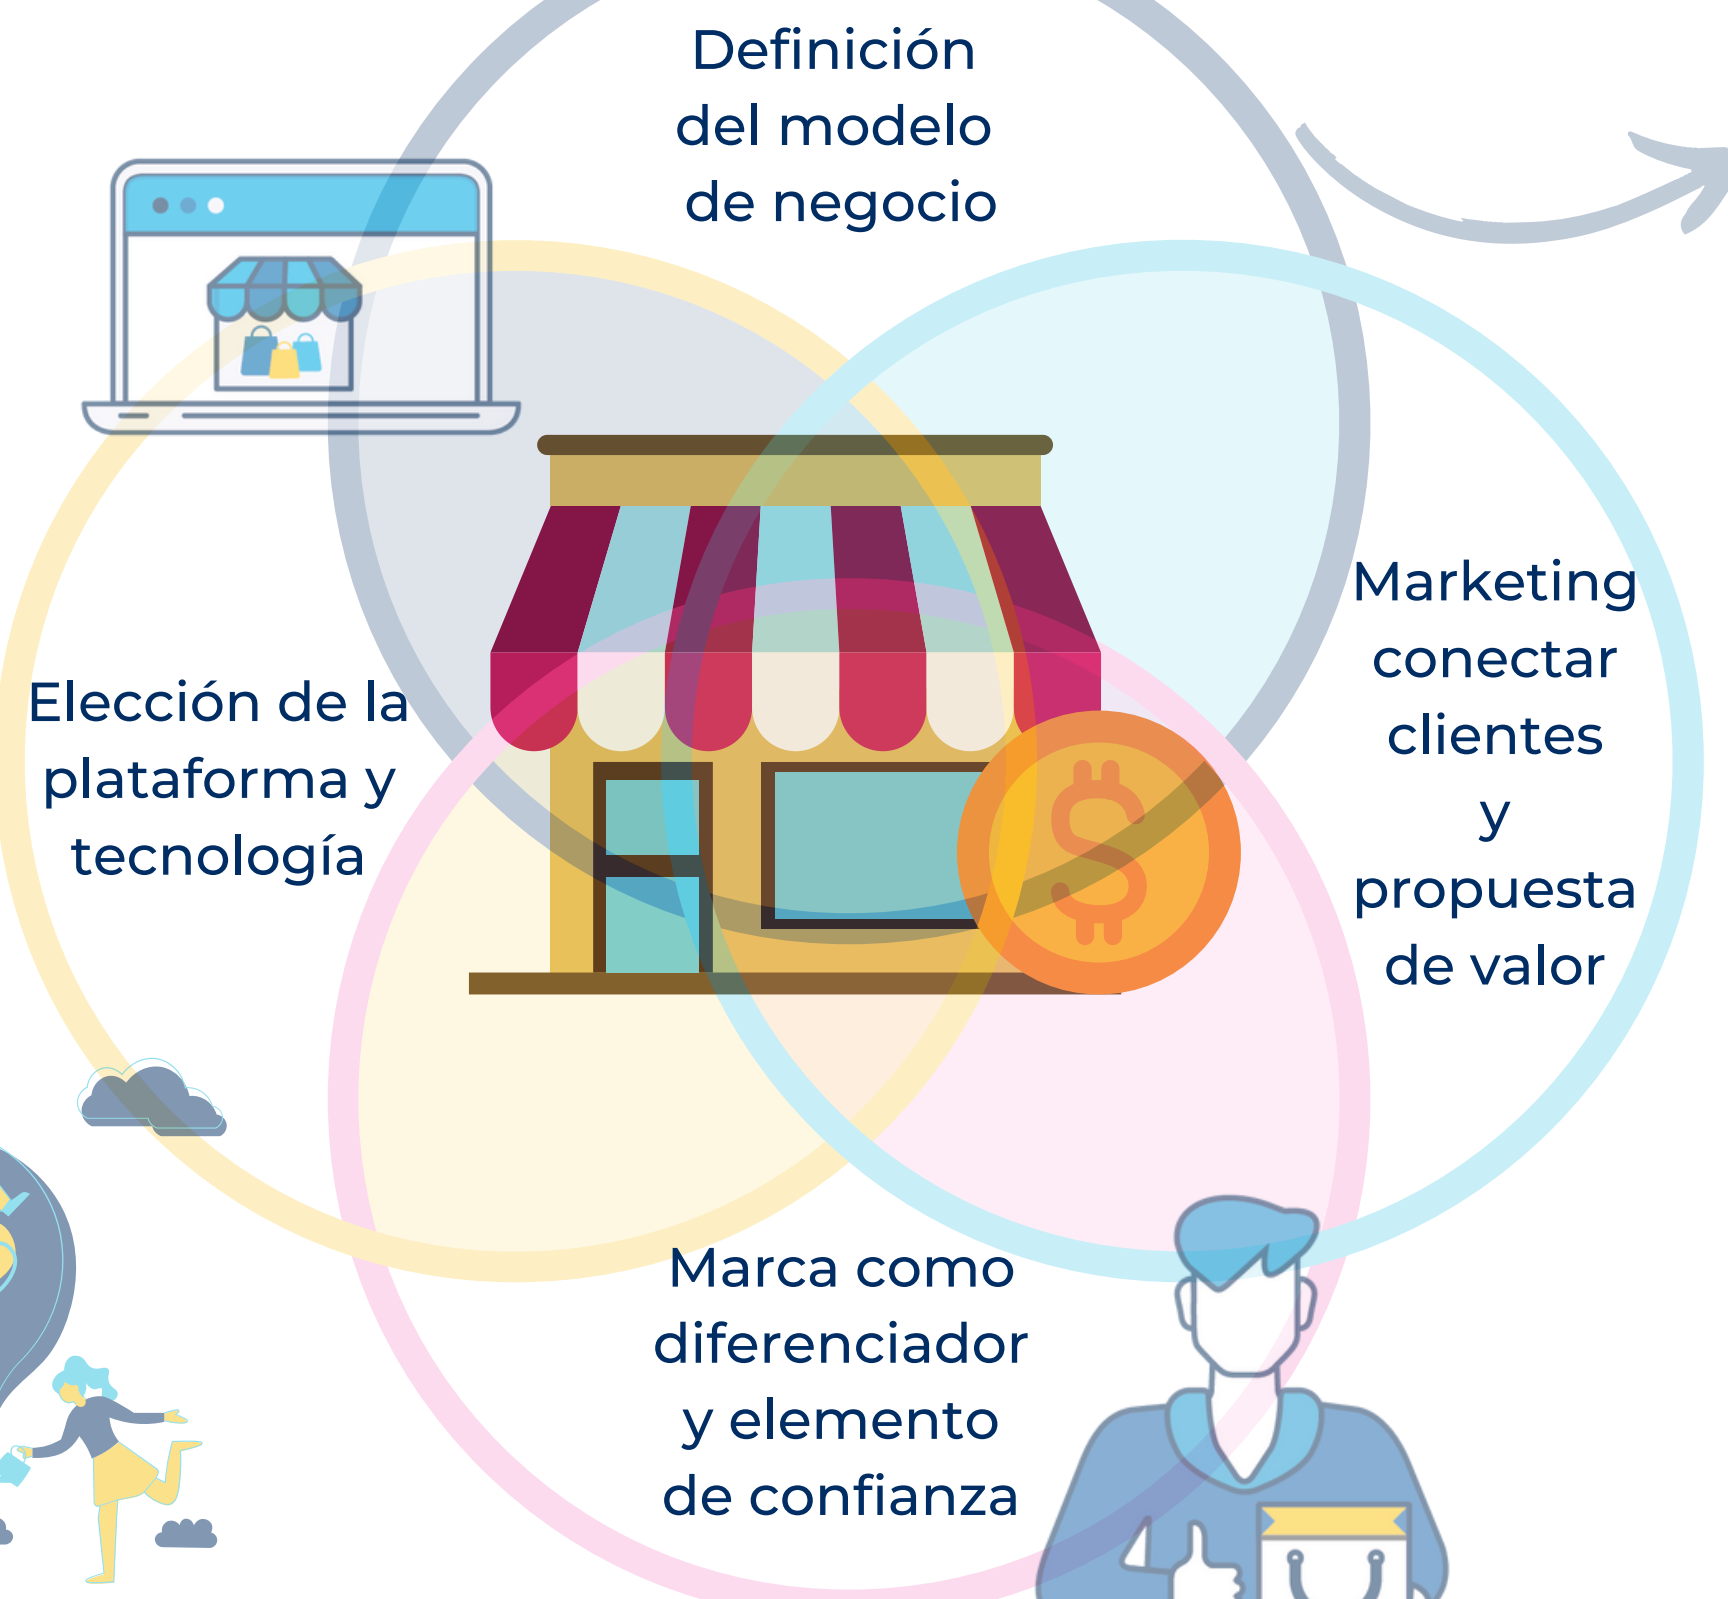 Definición
del modelo
de negocio
Elección de la
plataforma y
tecnología
Marketing
conectar
clientes
y
propuesta
de valor
Marca como
diferenciador
y elemento
de confianza